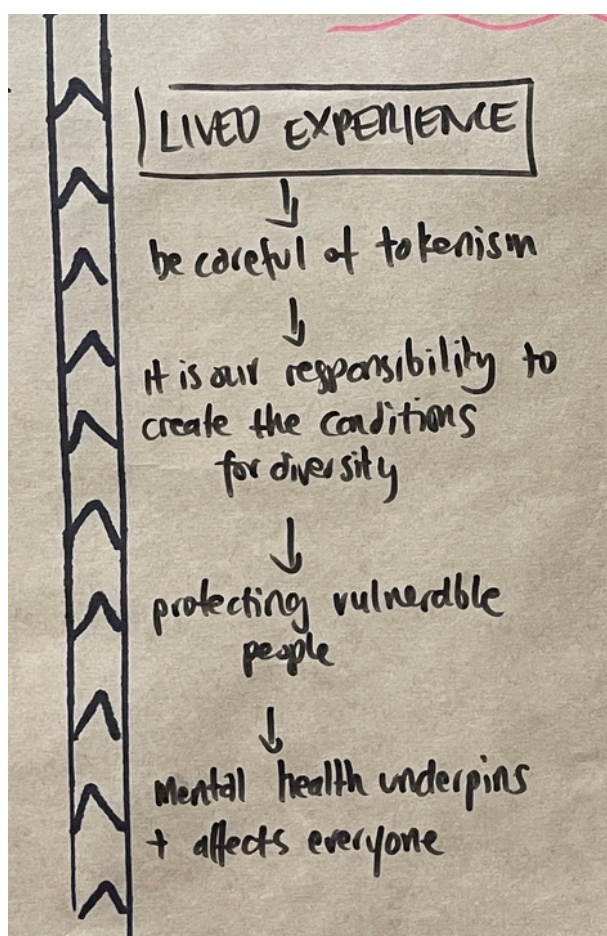 LIVED EXPERIENCE
be careful of tokenism
it is our responsibility to
create the conditions
for diversity
protecting vulnerable
people
Mental health underpins
+ affects everyone